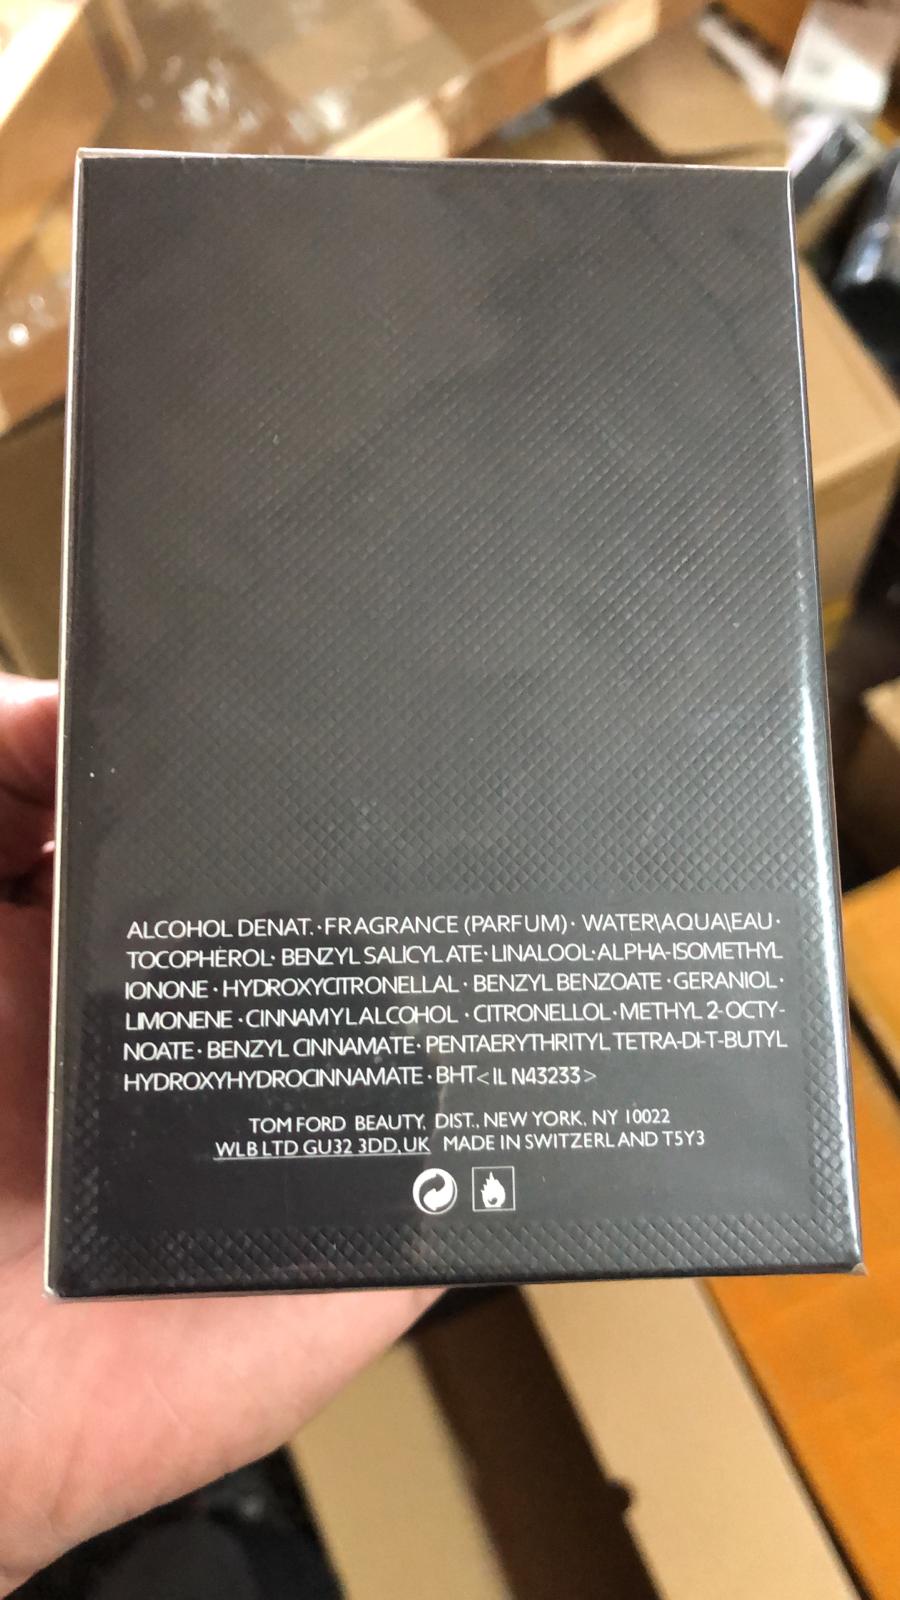 ALCOHOL DENAT.·FRAGRANCE (PARFUM)· WATER\AQUA\EAU·
TOCOPHEROL· BENZYL SALICYLATE·LINALOOL·ALPHA-ISOMETHYL
IONONE · HYDROXYCITRONELLAL · BENZYL BENZOATE ·GERANIOL·
LIMONENE ·CINNAMYL ALCOHOL ·CITRONELLOL·METHYL 2-OCTY-
NOATE· BENZYL CINNAMATE· PENTAERYTHRITYL TETRA-DI-T-BUTYL
HYDROXYHYDROCINNAMATE · BHT<IL N43233>
TOM FORD BEAUTY, DIST., NEW YORK, NY 10022
WLB LTD GU32 3DD,UK MADE IN SWITZERLAND T5Y3